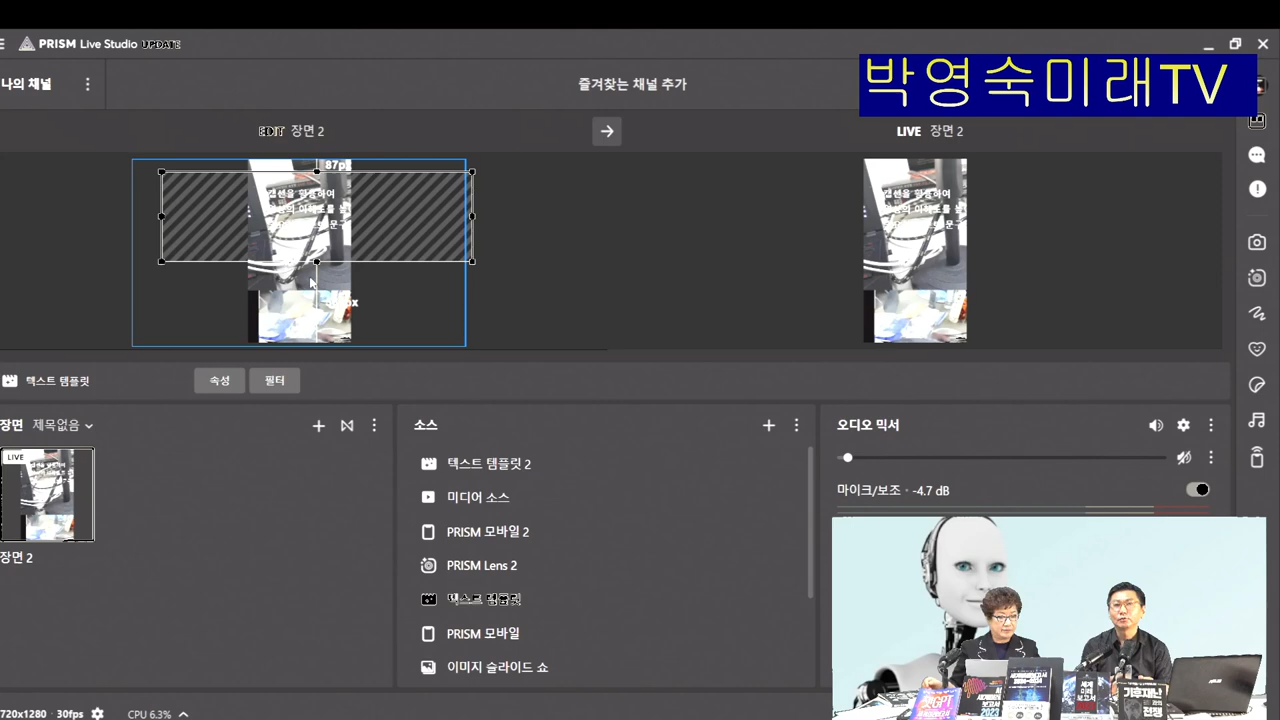 PRISM Live Studio UPDATE
나의 채널
즐겨찾는 채널 추가
박영숙미래TV
EDIT 장면 2
LIVE 장면 2
87p
텍스트 템플릿
속성
필터
장면 제목없음
소스
오디오 믹서
LIVE
장면 2
텍스트 템플릿 2
미디어 소스
PRISM 모바일 2
PRISM Lens 2
텍스트 템플릿
PRISM 모바일
이미지 슬라이드 쇼
마이크/보조 · -4.7 dB
720x1280 · 30fps
CPU 6.3%